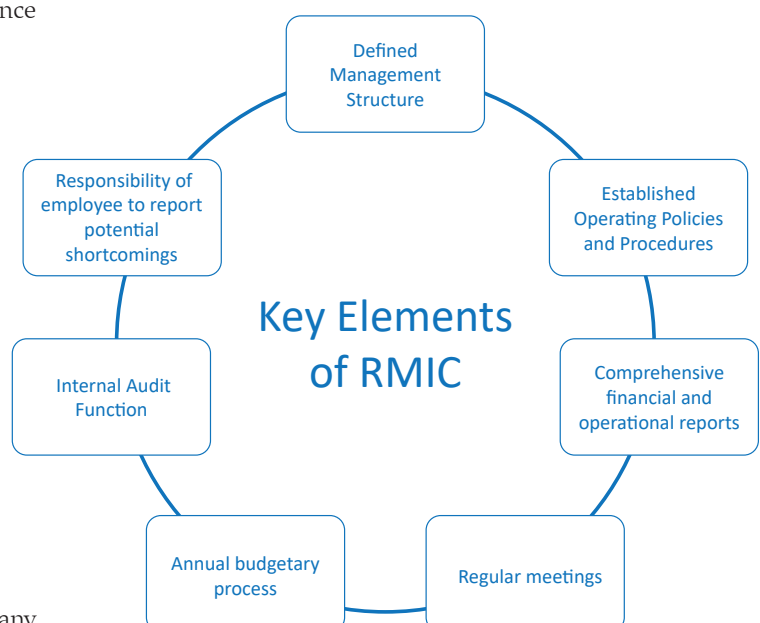 nce
Defined
Management
Structure
Responsibility of
employee to report
potential
shortcomings
Established
Operating Policies
and Procedures
Key Elements
of RMIC
Internal Audit
Function
Comprehensive
financial and
operational reports
Annual budgetary
process
Regular meetings
any